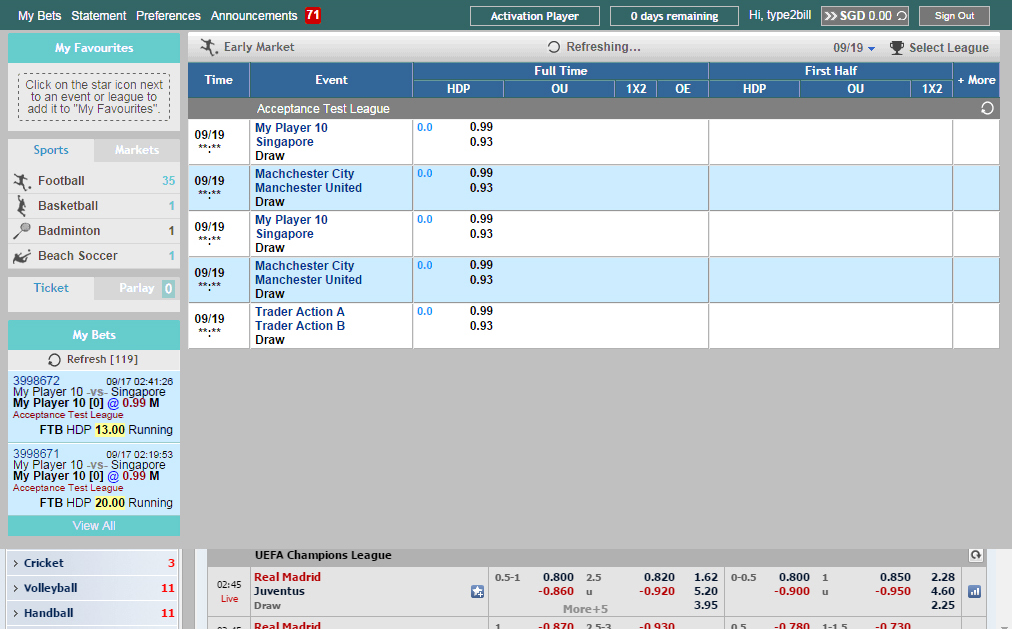 My Bets Statement Preferences Announcements 71 Activation Player 0 days remaining Hi, type2bill SGD 0.00 Sign Out
My Favourites
Click on the star icon next
to an event or league to
add it to "My Favourites".
Sports Markets
Football 35
Basketball 1
Badminton 1
Beach Soccer 1
Ticket Parlay 0
My Bets
Refresh [119]
3998672 09/17 02:41:26
My Player 10 -vs- Singapore
My Player 10 [0] @ 0.99 M
Acceptance Test League
FTB HDP 13.00 Running
3998671 09/17 02:19:53
My Player 10 -vs- Singapore
My Player 10 [0] @ 0.99 M
Acceptance Test League
FTB HDP 20.00 Running
View All
Early Market Refreshing... 09/19 Select League
Time Event Full Time First Half + More
HDP OU 1X2 OE HDP OU 1X2
Acceptance Test League
09/19 **:** My Player 10 0.0 0.99
Singapore 0.93
Draw
09/19 **:** Machchester City 0.0 0.99
Manchester United 0.93
Draw
09/19 **:** My Player 10 0.0 0.99
Singapore 0.93
Draw
09/19 **:** Machchester City 0.0 0.99
Manchester United 0.93
Draw
09/19 **:** Trader Action A 0.0 0.99
Trader Action B 0.93
Draw
> Cricket 3
> Volleyball 11
> Handball 11
UEFA Champions League
02:45 Real Madrid 0.5-1 0.800 2.5 0.820 1.62 0-0.5 0.800 1 0.850 2.28
Live Juventus -0.860 u -0.920 5.20 -0.900 u -0.950 4.60
Draw More+5 3.95 2.25
02:45 Real Madrid 1 -0.870 2.5-3 -0.930 0.5 -0.780 1-1.5 -0.730